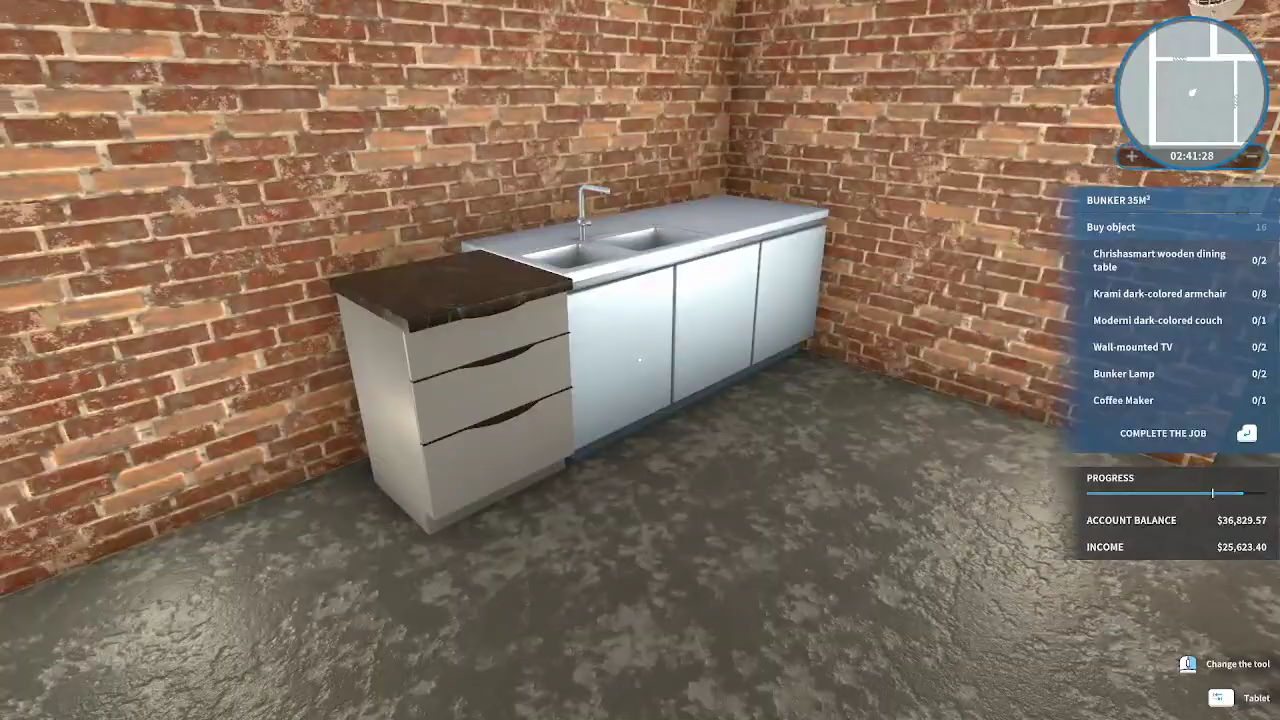 02:41:28
BUNKER 35M³
Buy object 16
Chrishasmart wooden dining
table 0/2
Krami dark-colored armchair 0/8
Moderni dark-colored couch 0/1
Wall-mounted TV 0/2
Bunker Lamp 0/2
Coffee Maker 0/1
COMPLETE THE JOB
PROGRESS
ACCOUNT BALANCE $36,829.57
INCOME $25,623.40
Change the tool
Tablet